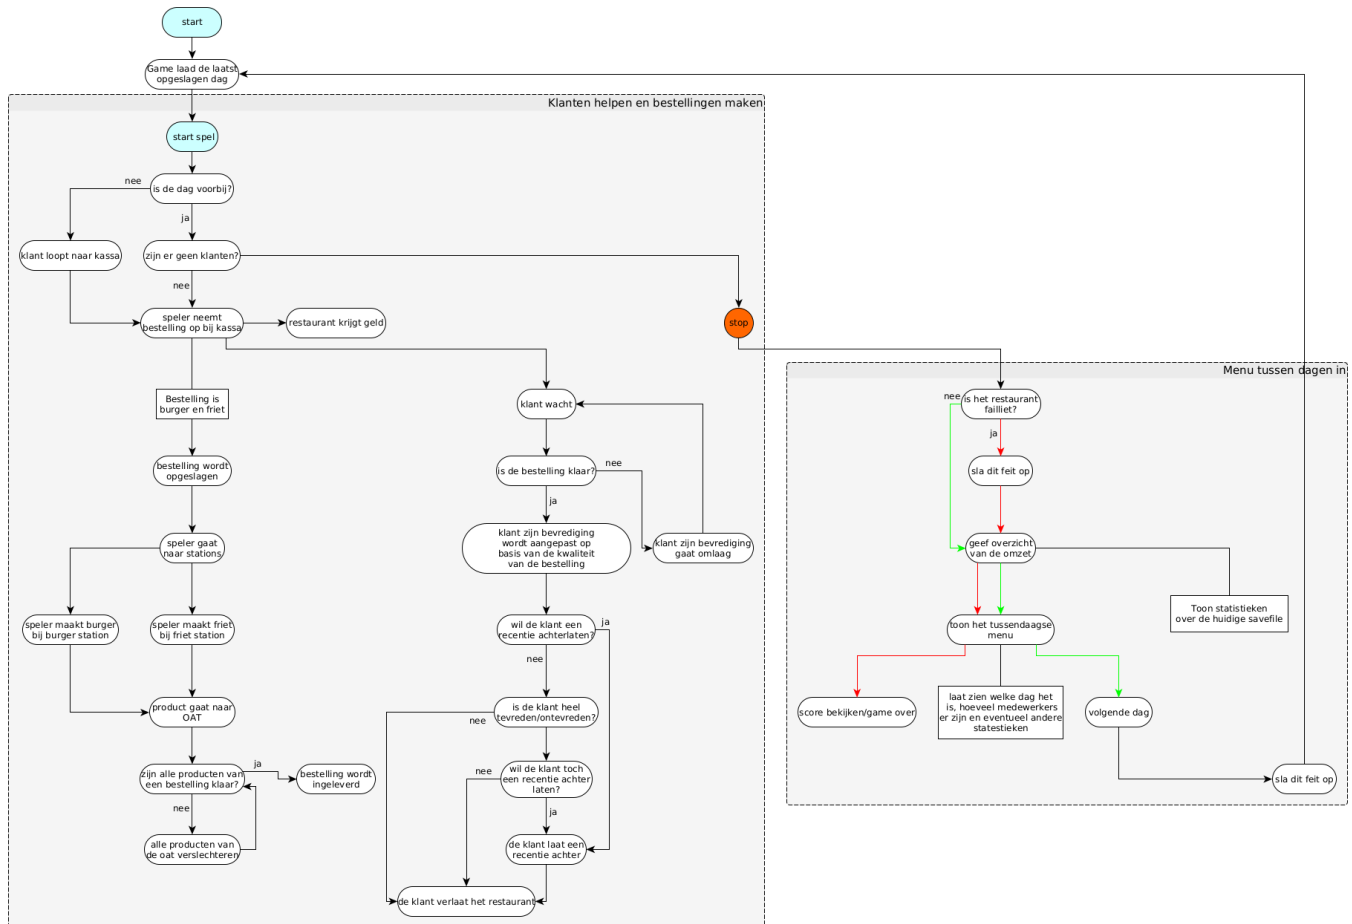 start
Game laad de laatst
opgeslagen dag
Klanten helpen en bestellingen maken
start spel
nee
is de dag voorbij?
ja
klant loopt naar kassa
zijn er geen klanten?
nee
speler neemt
bestelling op bij kassa
restaurant krijgt geld
stop
Bestelling is
burger en friet
bestelling wordt
opgeslagen
speler gaat
naar stations
speler maakt burger
bij burger station
speler maakt friet
bij friet station
product gaat naar
OAT
zijn alle producten van
een bestelling klaar?
ja
bestelling wordt
ingeleverd
nee
alle producten van
de oat verslechteren
klant wacht
is de bestelling klaar?
nee
ja
klant zijn bevrediging
wordt aangepast op
basis van de kwaliteit
van de bestelling
klant zijn bevrediging
gaat omlaag
wil de klant een
recentie achterlaten?
ja
nee
is de klant heel
tevreden/ontevreden?
nee
wil de klant toch
een recentie achter
laten?
nee
ja
de klant laat een
recentie achter
de klant verlaat het restaurant
Menu tussen dagen in
nee
is het restaurant
failliet?
ja
sla dit feit op
geef overzicht
van de omzet
Toon statistieken
over de huidige savefile
toon het tussendaagse
menu
score bekijken/game over
laat zien welke dag het
is, hoeveel medewerkers
er zijn en eventueel andere
statestieken
volgende dag
sla dit feit op